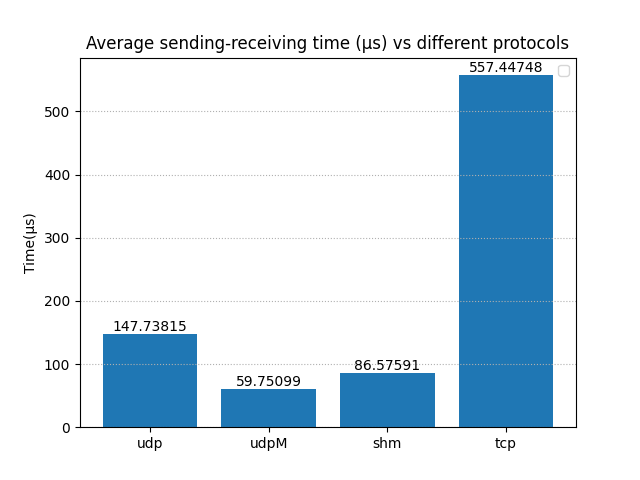 Average sending-receiving time (μs) vs different protocols
557.44748
500
400
Time(μs)
300
200
147.73815
100
86.57591
59.75099
0
udp
udpM
shm
tcp